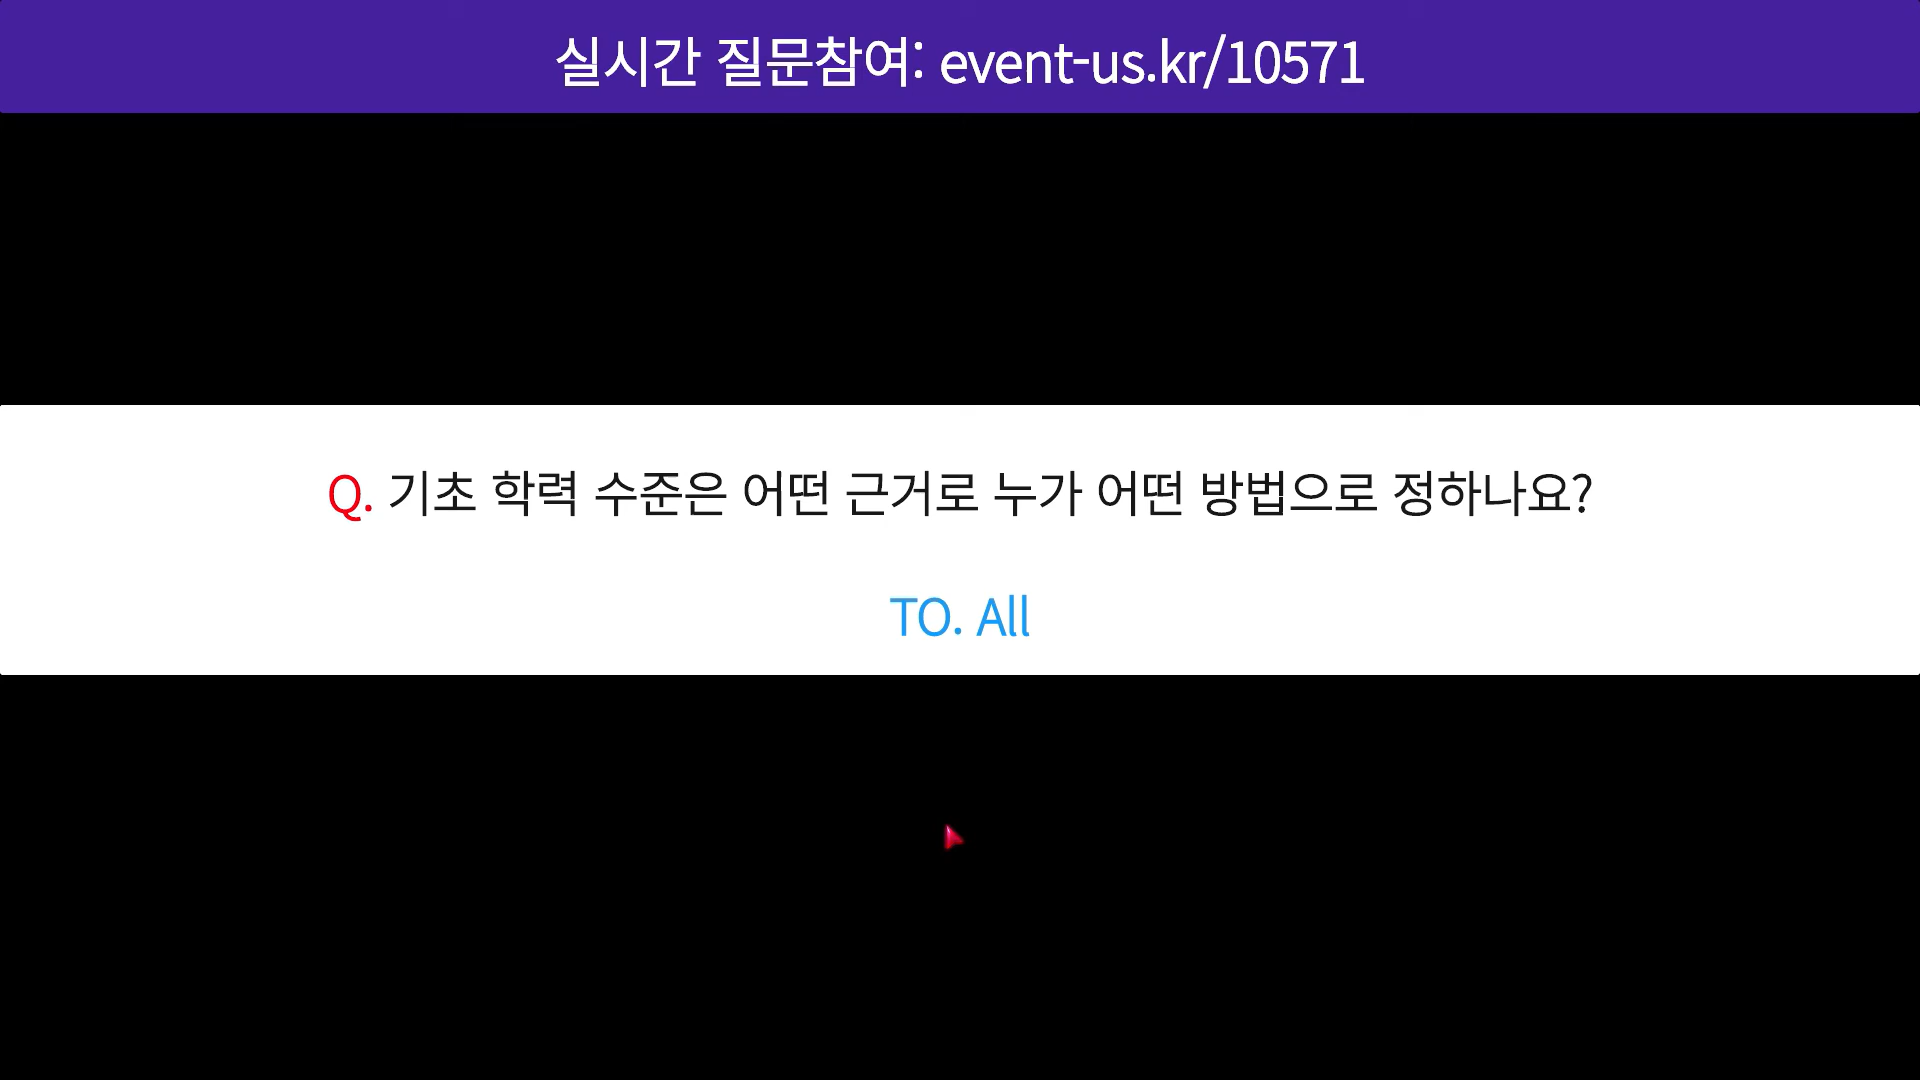 실시간 질문참여: event-us.kr/10571
Q. 기초 학력 수준은 어떤 근거로 누가 어떤 방법으로 정하나요?
TO. All